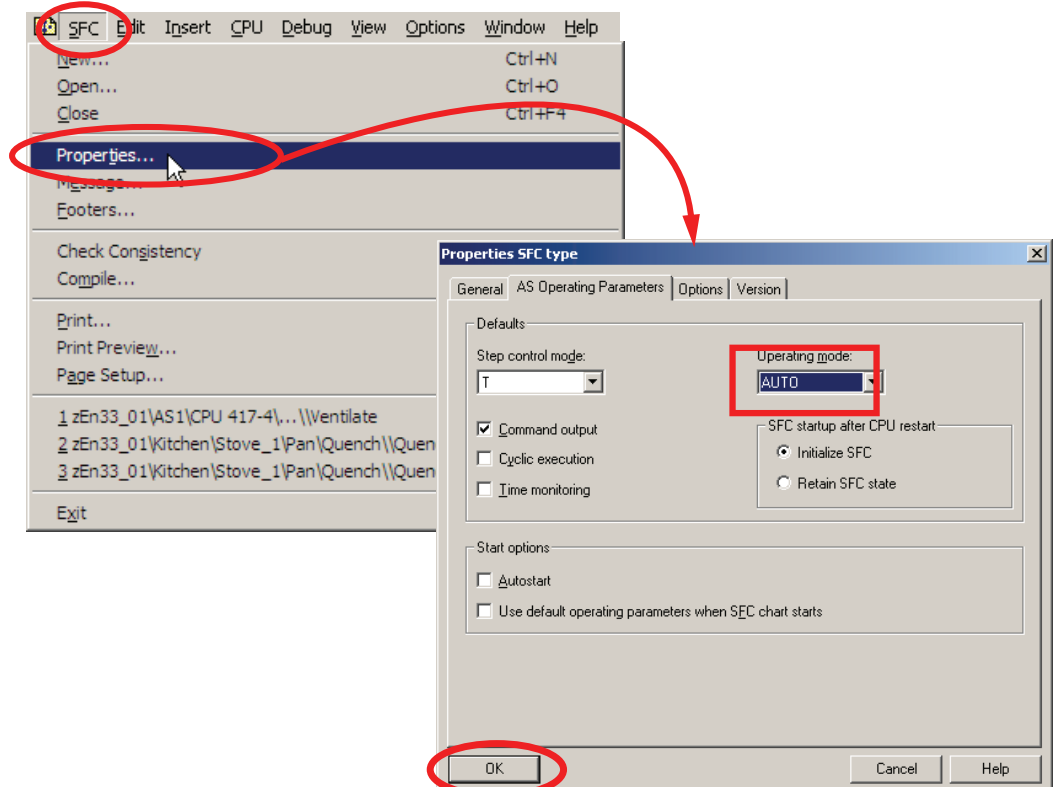 SFC Edit Insert CPU Debug View Options Window Help
New... Ctrl+N
Open... Ctrl+O
Close Ctrl+F4
Properties...
Message...
Footers...
Check Consistency
Compile...
Print...
Print Preview...
Page Setup...
1 zEn33_01\AS1\CPU 417-4\...\\Ventilate
2 zEn33_01\Kitchen\Stove_1\Pan\Quench\\Quen
3 zEn33_01\Kitchen\Stove_1\Pan\Quench\\Quen
Exit
Properties SFC type
General AS Operating Parameters Options Version
Defaults
Step control mode: Operating mode:
T AUTO
Command output
Cyclic execution
Time monitoring
SFC startup after CPU restart
Initialize SFC
Retain SFC state
Start options
Autostart
Use default operating parameters when SFC chart starts
OK Cancel Help